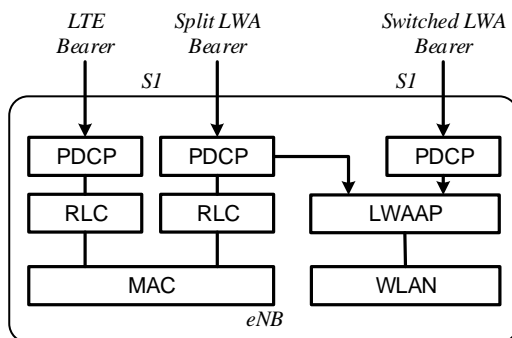 LTE Bearer
Split LWA Bearer
Switched LWA Bearer
S1
S1
PDCP
PDCP
PDCP
RLC
RLC
LWAAP
MAC
WLAN
eNB